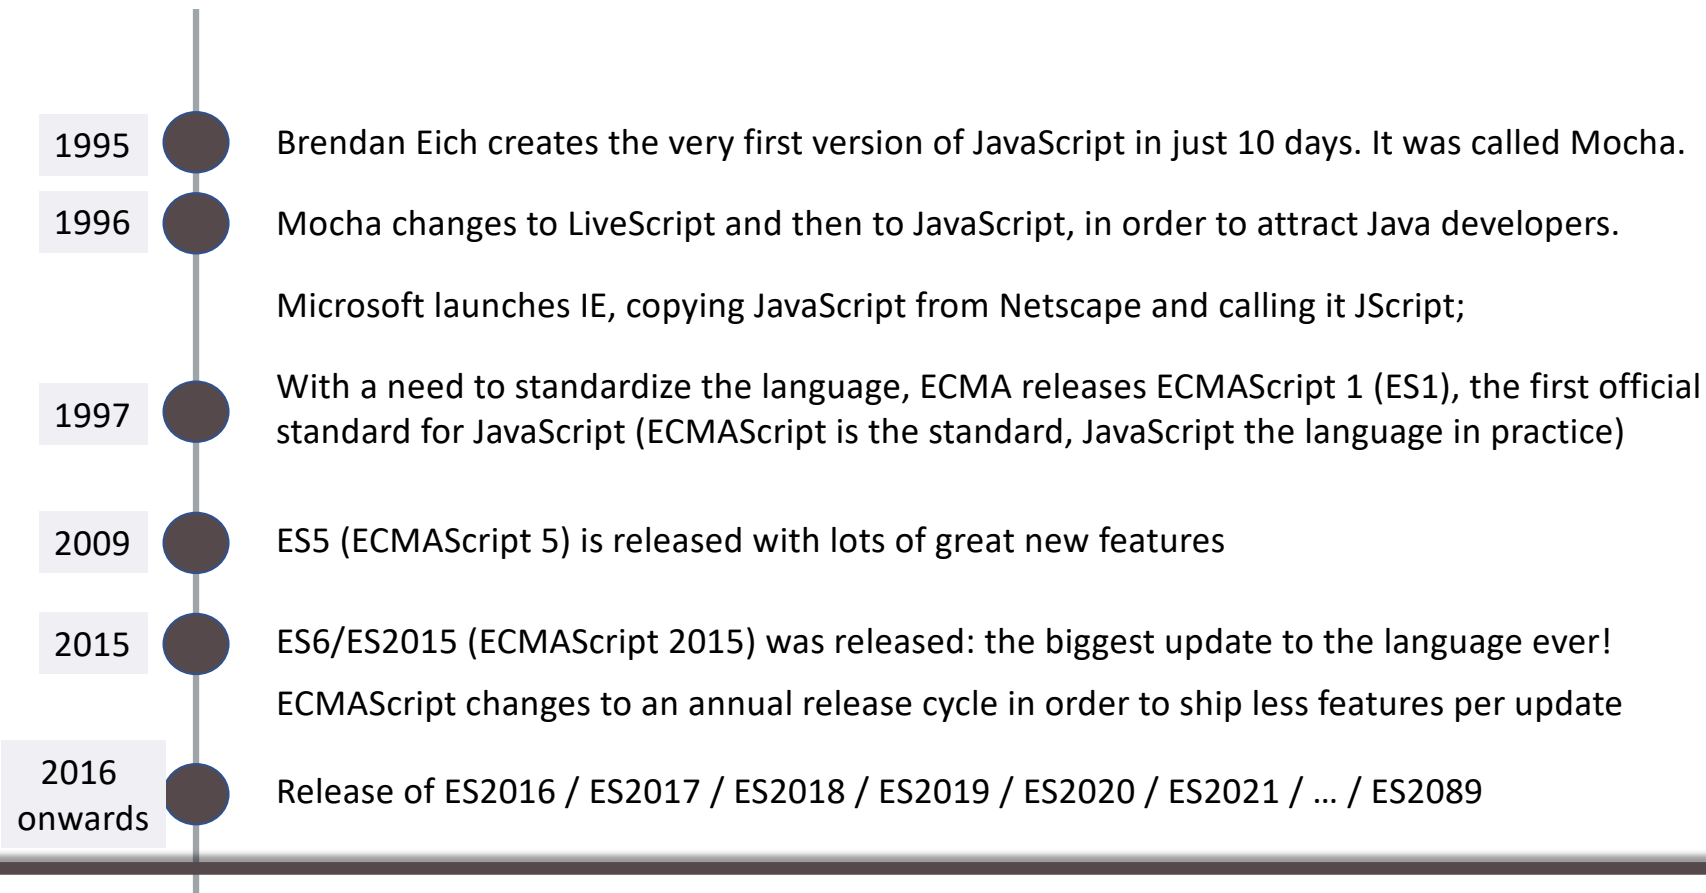 1995
Brendan Eich creates the very first version of JavaScript in just 10 days. It was called Mocha.
1996
Mocha changes to LiveScript and then to JavaScript, in order to attract Java developers.
Microsoft launches IE, copying JavaScript from Netscape and calling it JScript;
1997
With a need to standardize the language, ECMA releases ECMAScript 1 (ES1), the first official
standard for JavaScript (ECMAScript is the standard, JavaScript the language in practice)
2009
ES5 (ECMAScript 5) is released with lots of great new features
2015
ES6/ES2015 (ECMAScript 2015) was released: the biggest update to the language ever!
ECMAScript changes to an annual release cycle in order to ship less features per update
2016
onwards
Release of ES2016 / ES2017 / ES2018 / ES2019 / ES2020 / ES2021 / … / ES2089